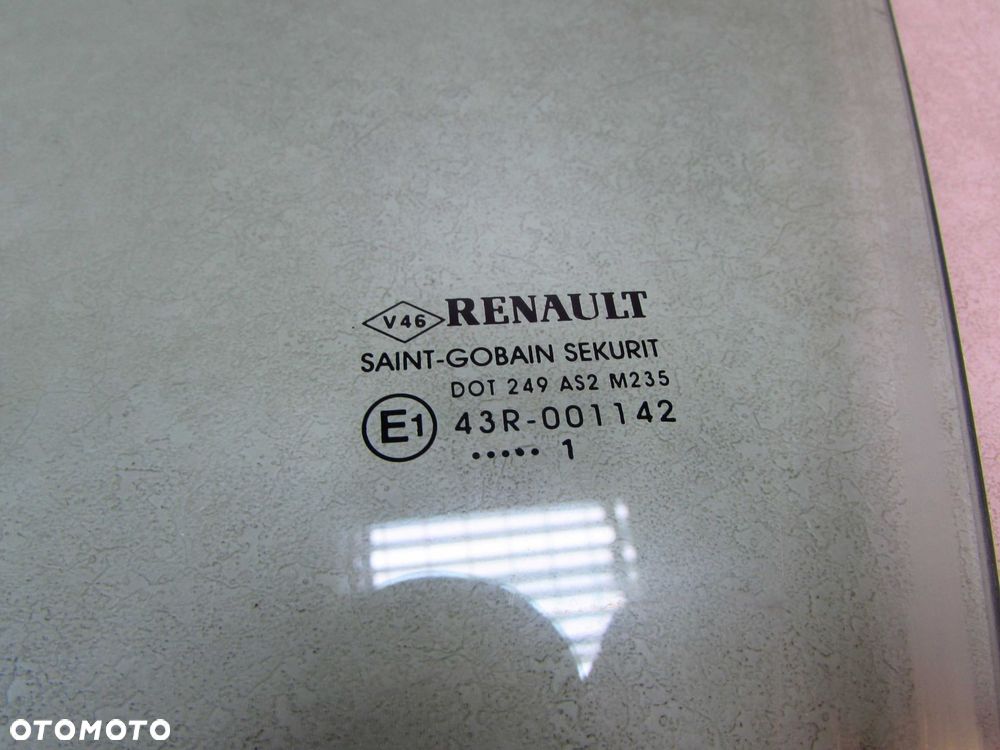 V46 RENAULT
SAINT-GOBAIN SEKURIT
DOT 249 AS2 M235
E1 43R-001142
••••• 1
OTOMOTO